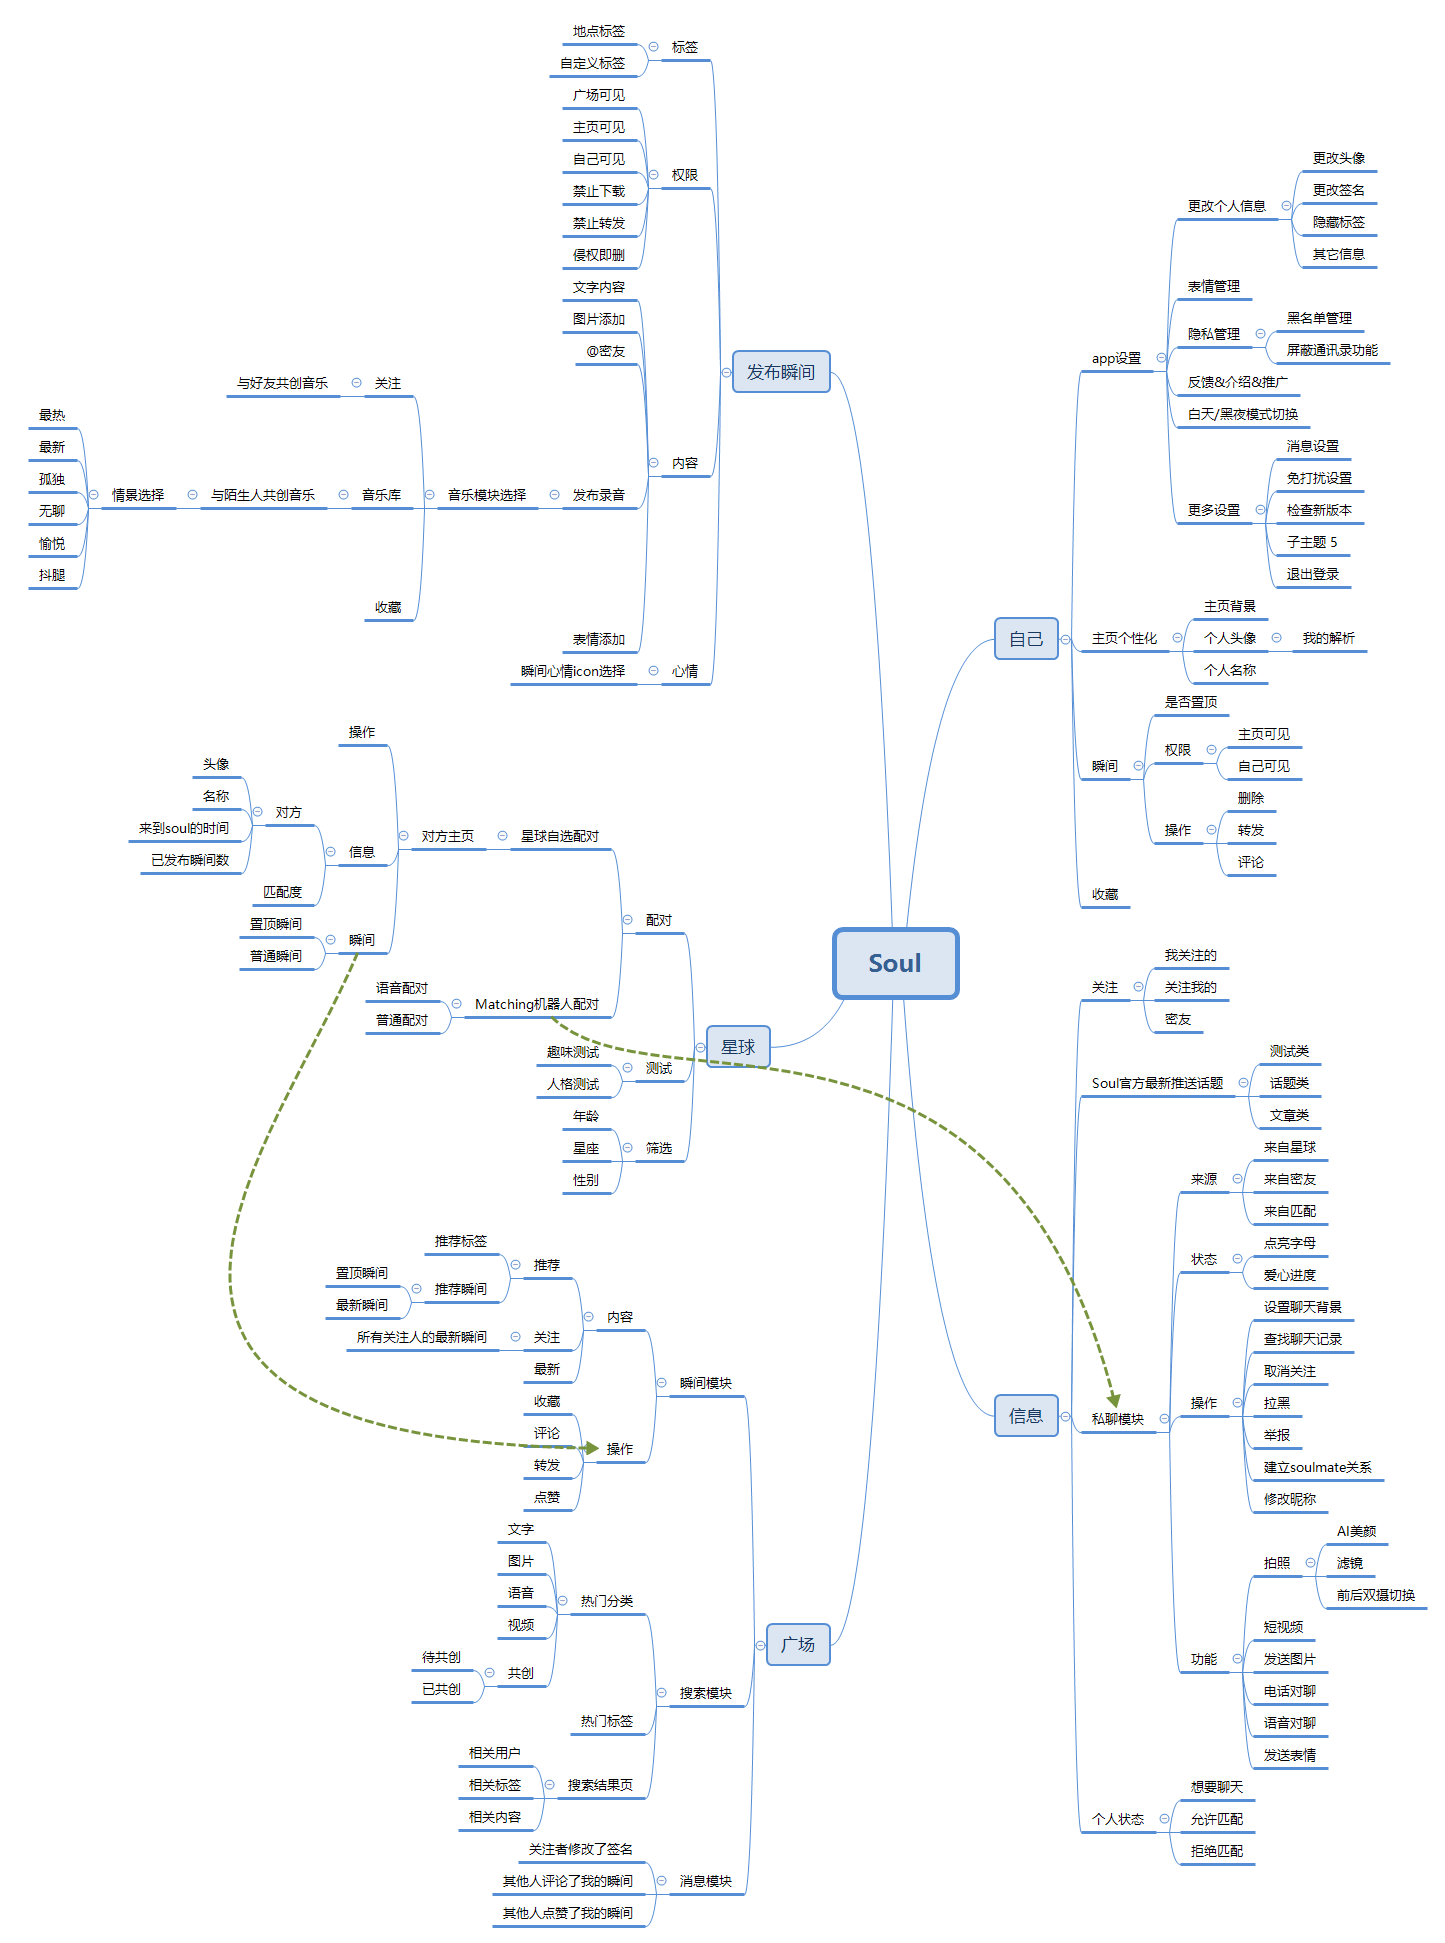 Soul
发布瞬间
标签
地点标签
自定义标签
权限
广场可见
主页可见
自己可见
禁止下载
禁止转发
侵权即删
内容
文字内容
图片添加
@密友
发布录音
音乐模块选择
关注
与好友共创音乐
音乐库
与陌生人共创音乐
情景选择
最热
最新
孤独
无聊
愉悦
抖腿
收藏
表情添加
心情
瞬间心情icon选择
星球
配对
星球自选配对
对方主页
操作
信息
对方
头像
名称
来到soul的时间
已发布瞬间数
匹配度
瞬间
置顶瞬间
普通瞬间
Matching机器人配对
语音配对
普通配对
测试
趣味测试
人格测试
筛选
年龄
星座
性别
广场
瞬间模块
内容
推荐
推荐标签
推荐瞬间
置顶瞬间
最新瞬间
关注
所有关注人的最新瞬间
最新
操作
收藏
评论
转发
点赞
搜索模块
热门分类
文字
图片
语音
视频
共创
待共创
已共创
热门标签
搜索结果页
相关用户
相关标签
相关内容
消息模块
关注者修改了签名
其他人评论了我的瞬间
其他人点赞了我的瞬间
自己
app设置
更改个人信息
更改头像
更改签名
隐藏标签
其它信息
表情管理
隐私管理
黑名单管理
屏蔽通讯录功能
反馈&介绍&推广
白天/黑夜模式切换
更多设置
消息设置
免打扰设置
检查新版本
子主题 5
退出登录
主页个性化
主页背景
个人头像
我的解析
个人名称
瞬间
是否置顶
权限
主页可见
自己可见
操作
删除
转发
评论
收藏
信息
关注
我关注的
关注我的
密友
Soul官方最新推送话题
测试类
话题类
文章类
私聊模块
来源
来自星球
来自密友
来自匹配
状态
点亮字母
爱心进度
操作
设置聊天背景
查找聊天记录
取消关注
拉黑
举报
建立soulmate关系
修改昵称
功能
拍照
AI美颜
滤镜
前后双摄切换
短视频
发送图片
电话对聊
语音对聊
发送表情
个人状态
想要聊天
允许匹配
拒绝匹配